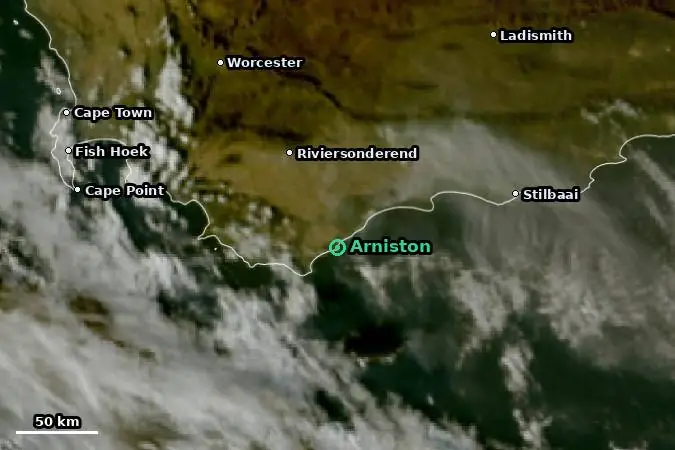 Ladismith
Worcester
Cape Town
Fish Hoek
Riviersonderend
Cape Point
Stilbaai
Arniston
50 km